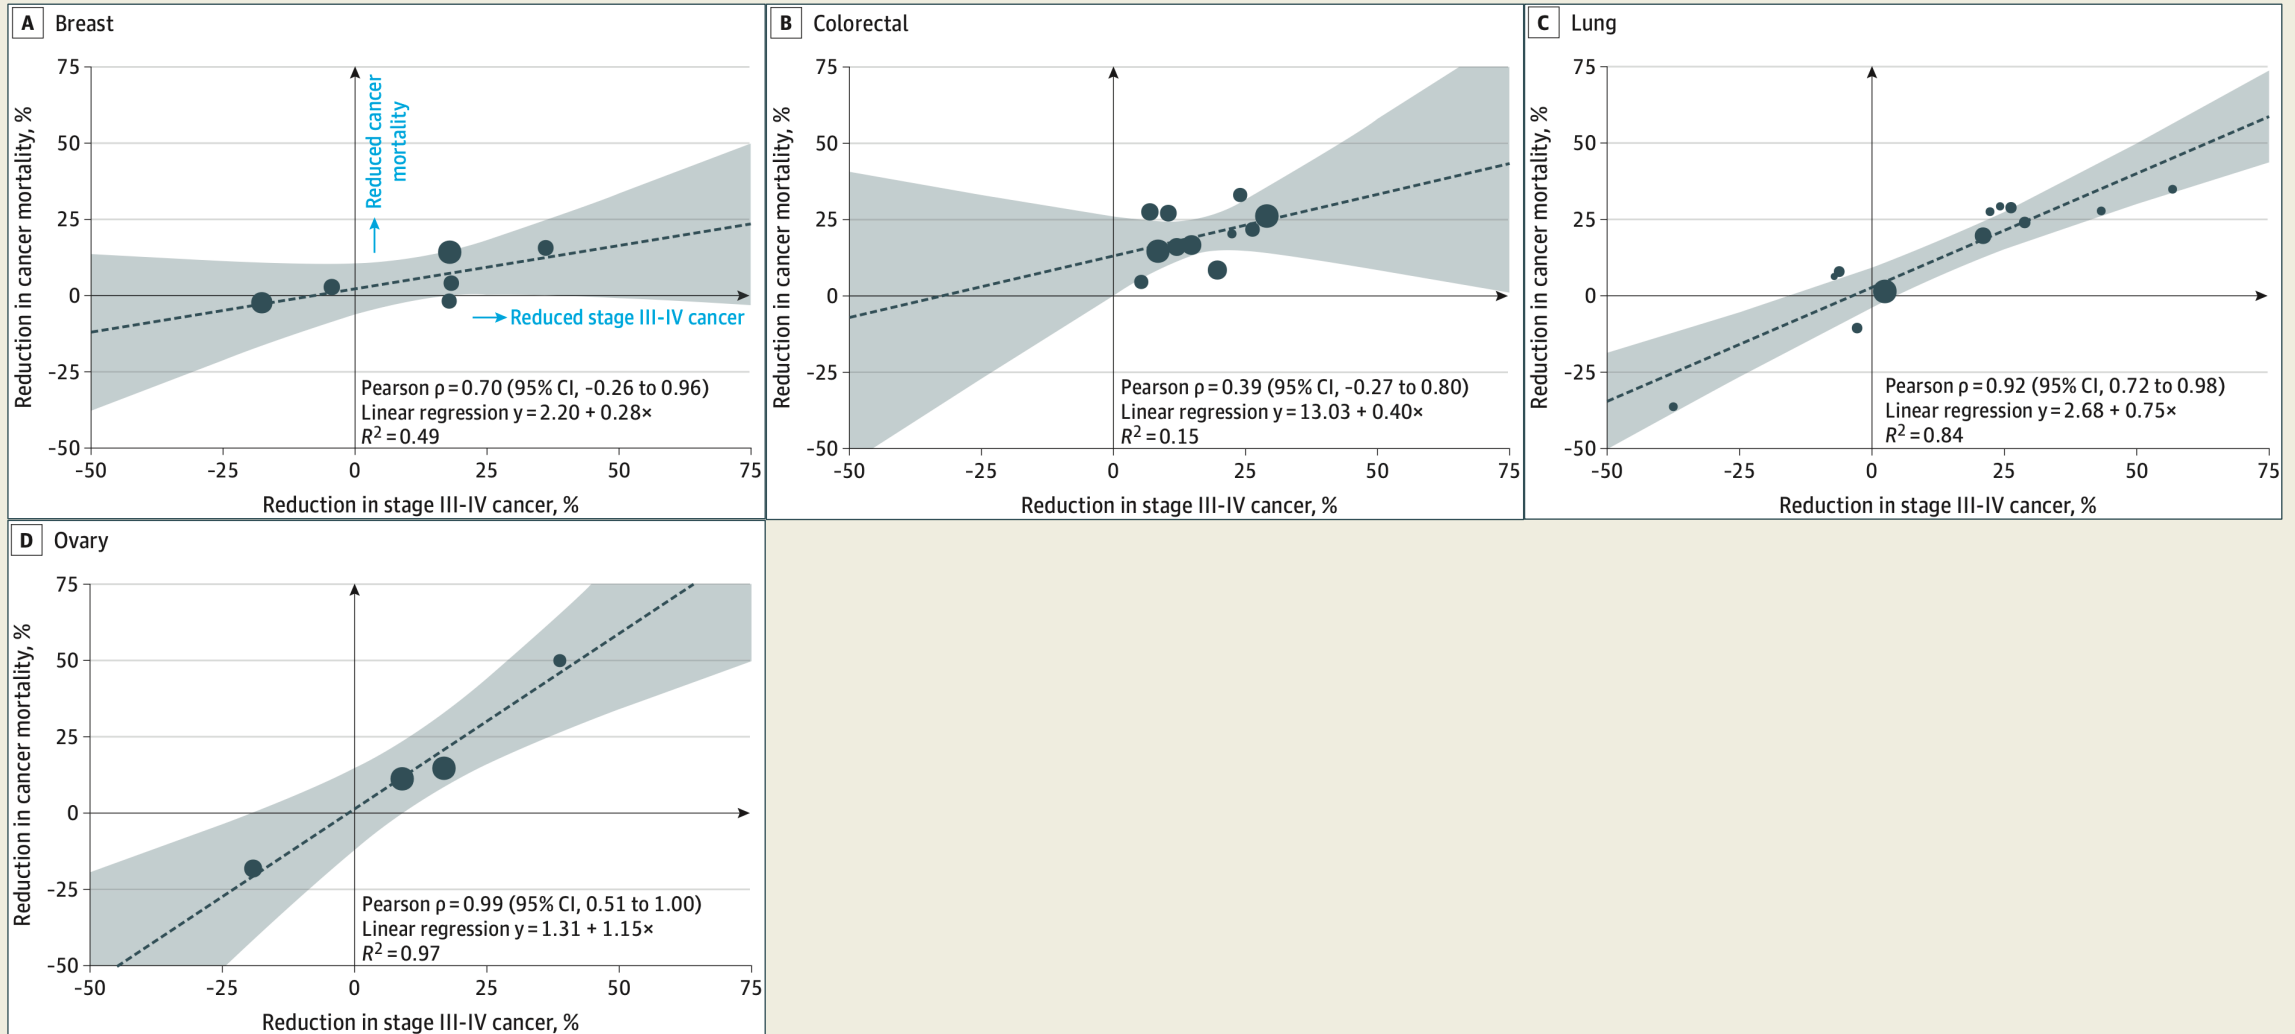 A Breast
75
50
25
0
-25
-50
-50 -25 0 25 50 75
Reduction in cancer mortality, %
Reduced cancer
mortality
Reduced stage III-IV cancer
Pearson ρ = 0.70 (95% CI, -0.26 to 0.96)
Linear regression y = 2.20 + 0.28×
R² = 0.49
Reduction in stage III-IV cancer, %
B Colorectal
75
50
25
0
-25
-50
-50 -25 0 25 50 75
Reduction in cancer mortality, %
Pearson ρ = 0.39 (95% CI, -0.27 to 0.80)
Linear regression y = 13.03 + 0.40×
R² = 0.15
Reduction in stage III-IV cancer, %
C Lung
75
50
25
0
-25
-50
-50 -25 0 25 50 75
Reduction in cancer mortality, %
Pearson ρ = 0.92 (95% CI, 0.72 to 0.98)
Linear regression y = 2.68 + 0.75×
R² = 0.84
Reduction in stage III-IV cancer, %
D Ovary
75
50
25
0
-25
-50
-50 -25 0 25 50 75
Reduction in cancer mortality, %
Pearson ρ = 0.99 (95% CI, 0.51 to 1.00)
Linear regression y = 1.31 + 1.15×
R² = 0.97
Reduction in stage III-IV cancer, %